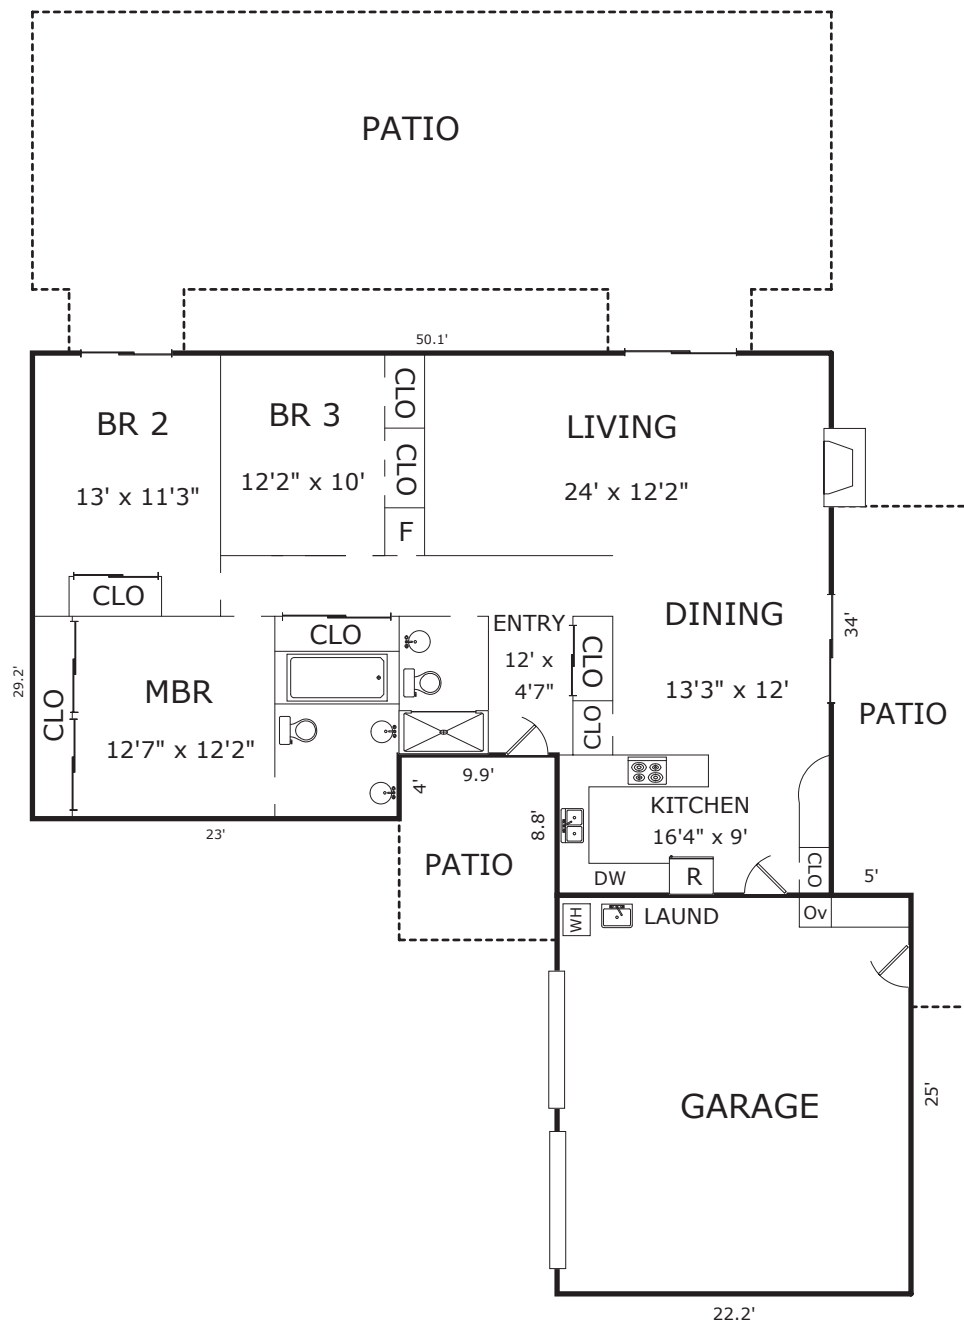 PATIO
50.1'
BR 2
13' x 11'3"
BR 3
12'2" x 10'
CLO
CLO
F
LIVING
24' x 12'2"
CLO
CLO
ENTRY
12' x
4'7"
CLO
CLO
DINING
13'3" x 12'
34'
PATIO
29.2'
CLO
MBR
12'7" x 12'2"
23'
4'
9.9'
8.8'
PATIO
KITCHEN
16'4" x 9'
DW
R
CLO
5'
WH
LAUND
Ov
GARAGE
25'
22.2'